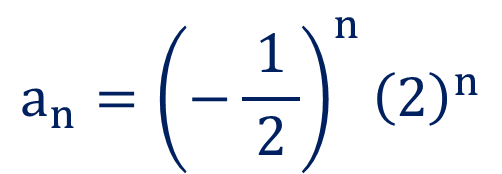 aₙ = (− 1/2)ⁿ (2)ⁿ